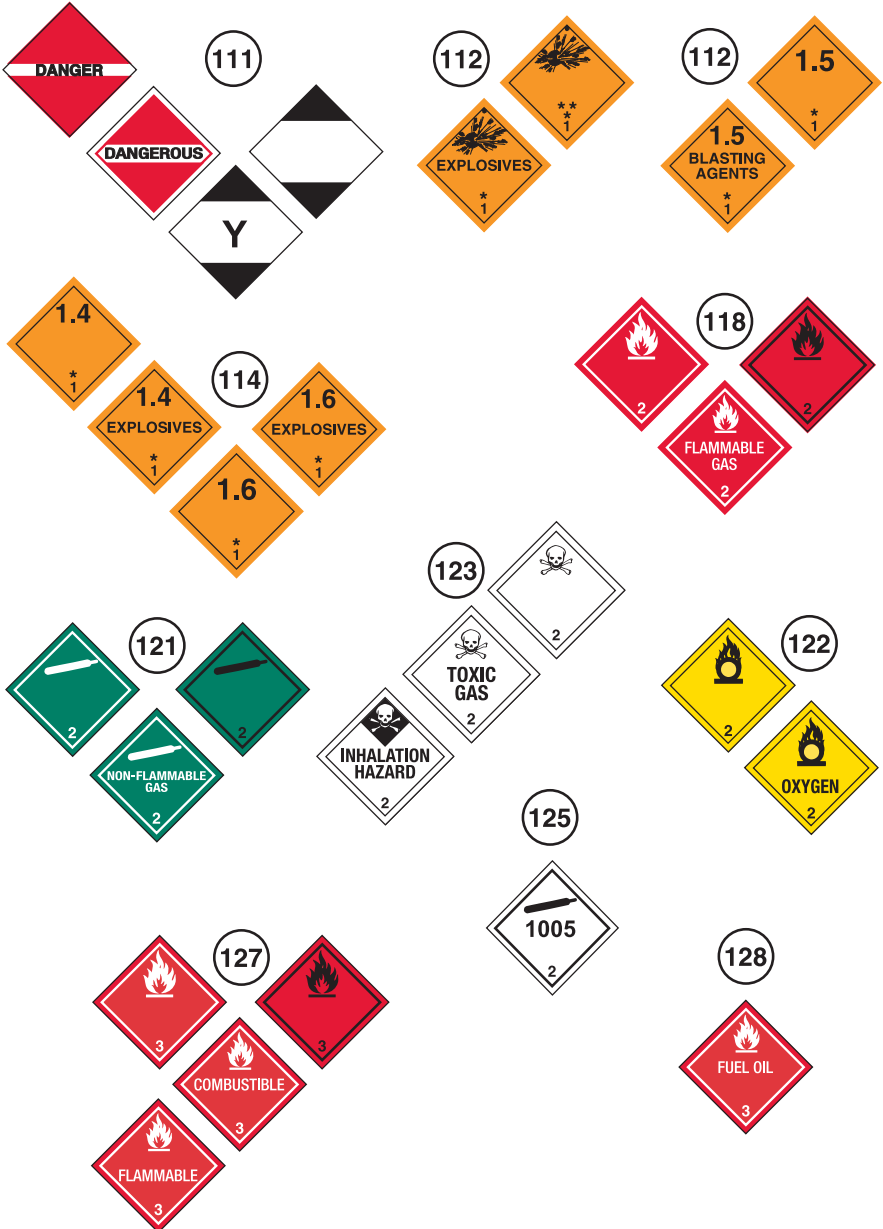 DANGER
111
DANGEROUS
Y
112
**
*
1
EXPLOSIVES
*
1
112
1.5
*
1
1.5
BLASTING
AGENTS
*
1
1.4
*
1
1.4
EXPLOSIVES
*
1
114
1.6
EXPLOSIVES
*
1
1.6
*
1
118
2
2
FLAMMABLE
GAS
2
123
2
TOXIC
GAS
2
INHALATION
HAZARD
2
121
2
2
NON-FLAMMABLE
GAS
2
122
2
OXYGEN
2
125
1005
2
127
3
3
COMBUSTIBLE
3
FLAMMABLE
3
128
FUEL OIL
3